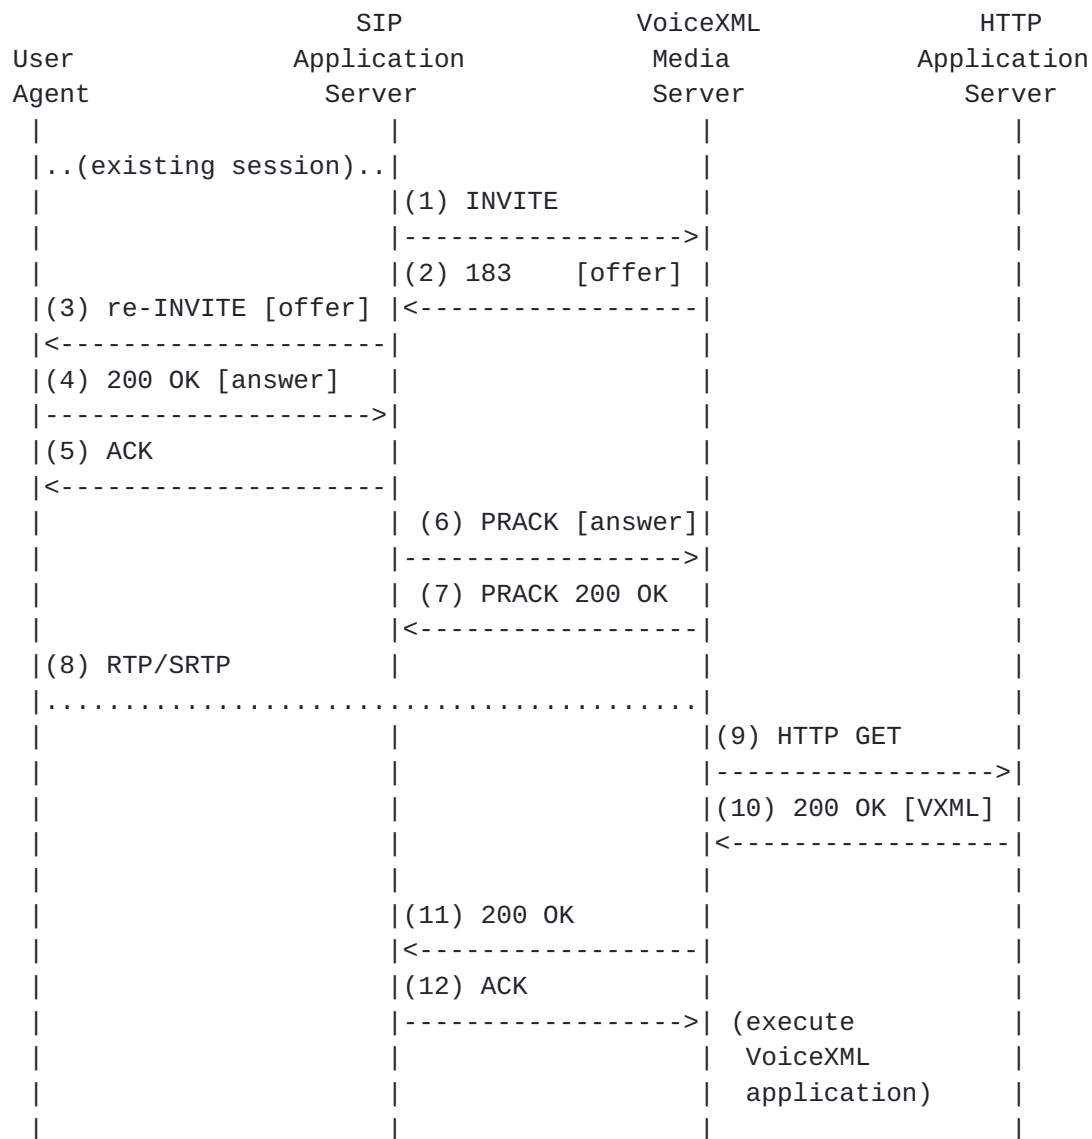 SIP               VoiceXML              HTTP
User              Application            Media            Application
Agent               Server               Server              Server
 |                      |                   |                   |
 |..(existing session)..|                   |                   |
 |                      |(1) INVITE         |                   |
 |                      |------------------>|                   |
 |                      |(2) 183    [offer] |                   |
 |(3) re-INVITE [offer] |<------------------|                   |
 |<---------------------|                   |                   |
 |(4) 200 OK [answer]   |                   |                   |
 |--------------------->|                   |                   |
 |(5) ACK               |                   |                   |
 |<---------------------|                   |                   |
 |                      | (6) PRACK [answer]|                   |
 |                      |------------------>|                   |
 |                      | (7) PRACK 200 OK  |                   |
 |                      |<------------------|                   |
 |(8) RTP/SRTP          |                   |                   |
 |..........................................|                   |
 |                      |                   |(9) HTTP GET       |
 |                      |                   |------------------>|
 |                      |                   |(10) 200 OK [VXML] |
 |                      |                   |<------------------|
 |                      |                   |                   |
 |                      |(11) 200 OK        |                   |
 |                      |<------------------|                   |
 |                      |(12) ACK           |                   |
 |                      |------------------>| (execute          |
 |                      |                   |  VoiceXML         |
 |                      |                   |  application)     |
 |                      |                   |                   |